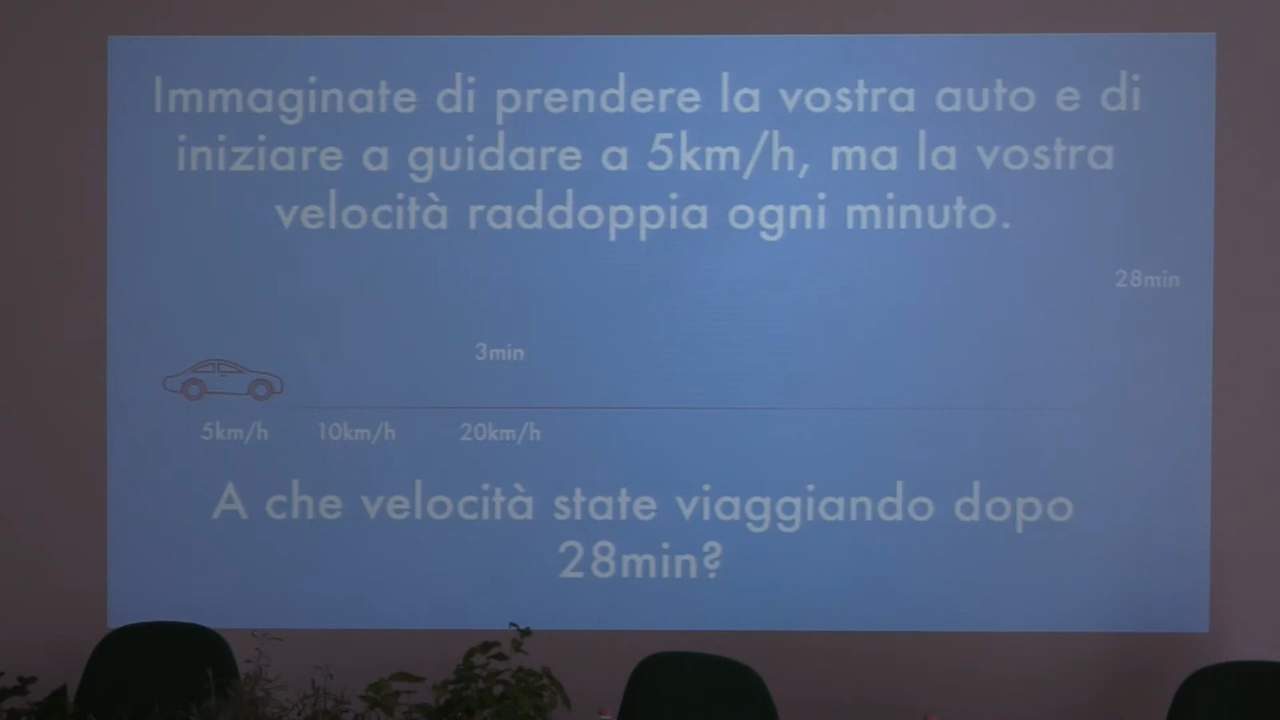 Immaginate di prendere la vostra auto e di
iniziare a guidare a 5km/h, ma la vostra
velocità raddoppia ogni minuto.
28min
3min
5km/h 10km/h 20km/h
A che velocità state viaggiando dopo
28min?